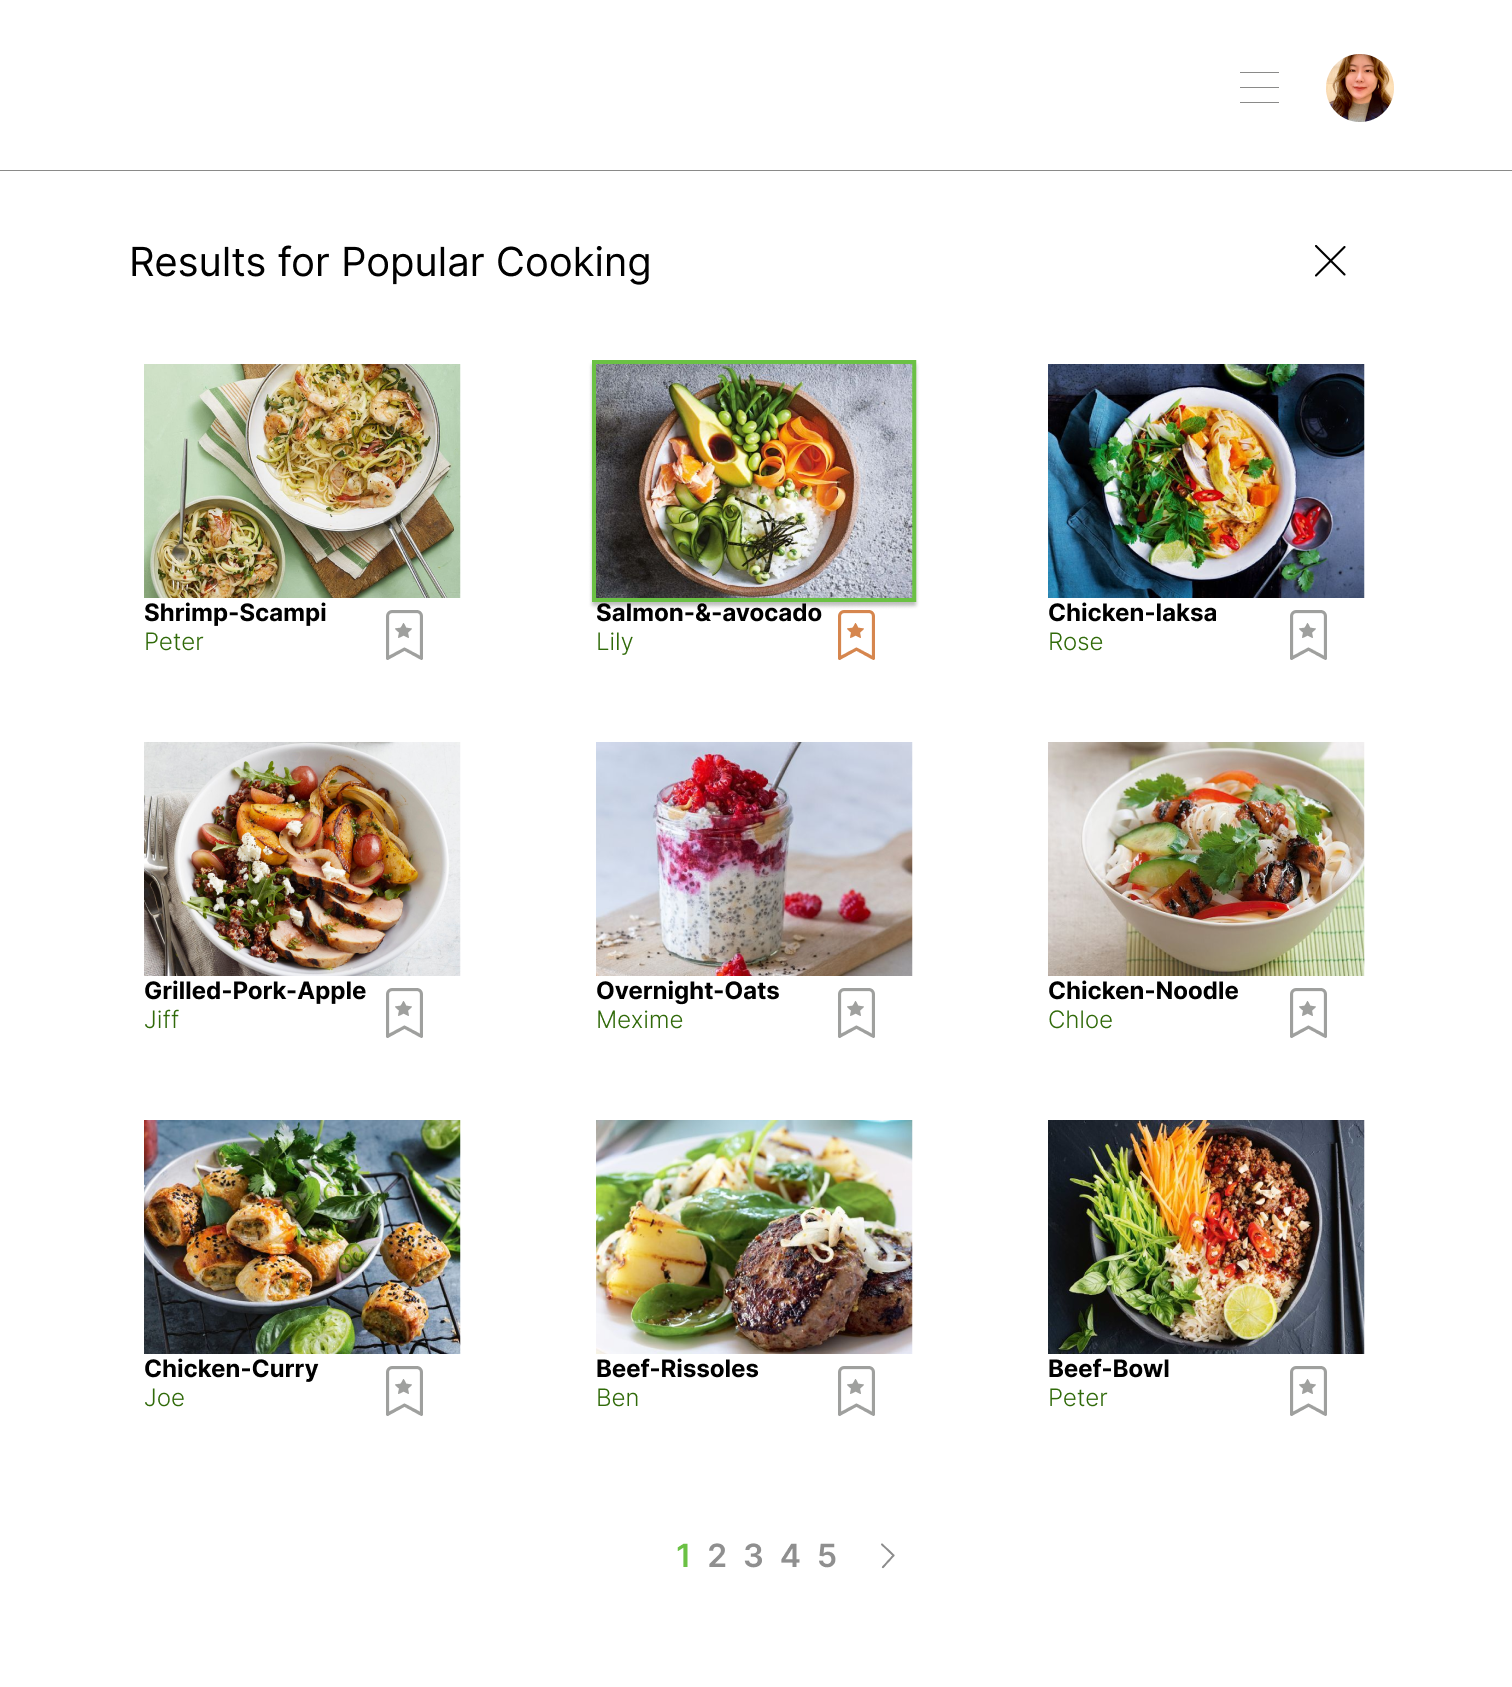 Results for Popular Cooking
Shrimp-Scampi
Peter
Salmon-&-avocado
Lily
Chicken-laksa
Rose
Grilled-Pork-Apple
Jiff
Overnight-Oats
Mexime
Chicken-Noodle
Chloe
Chicken-Curry
Joe
Beef-Rissoles
Ben
Beef-Bowl
Peter
1 2 3 4 5